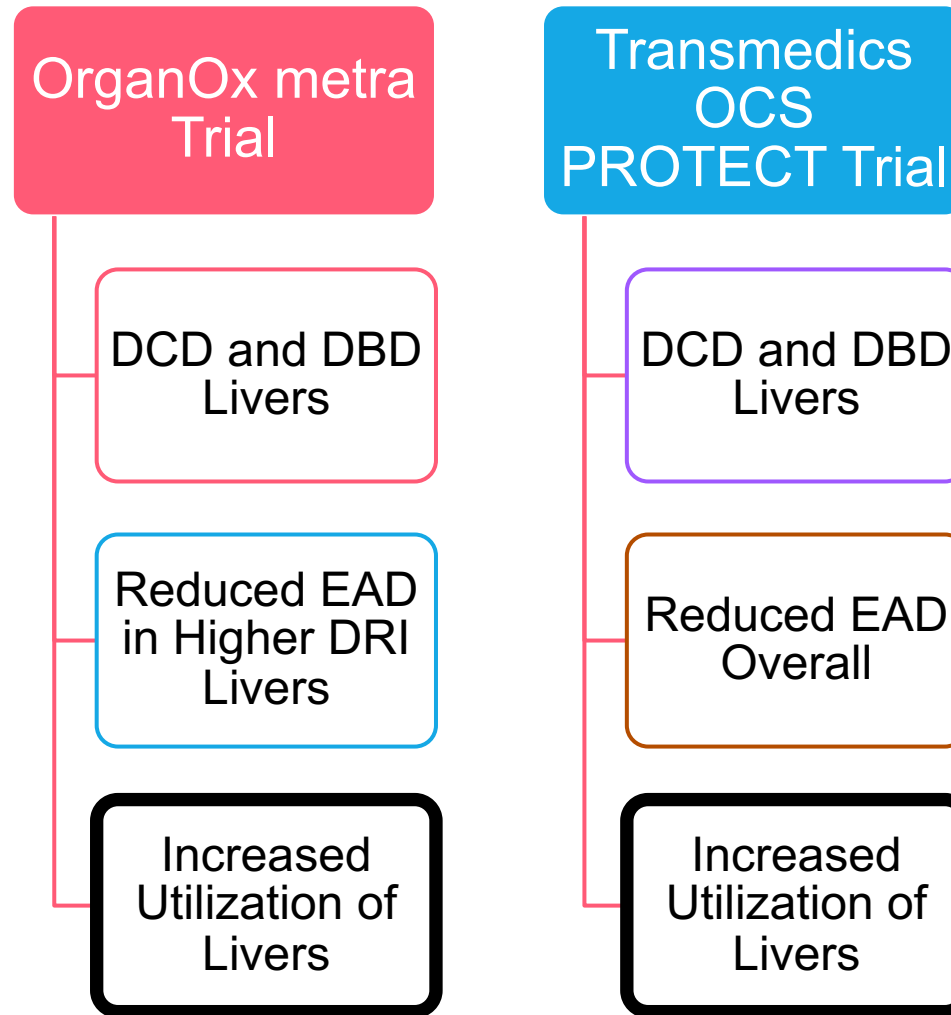 OrganOx metra
Trial
DCD and DBD
Livers
Reduced EAD
in Higher DRI
Livers
Increased
Utilization of
Livers
Transmedics
OCS
PROTECT Trial
DCD and DBD
Livers
Reduced EAD
Overall
Increased
Utilization of
Livers